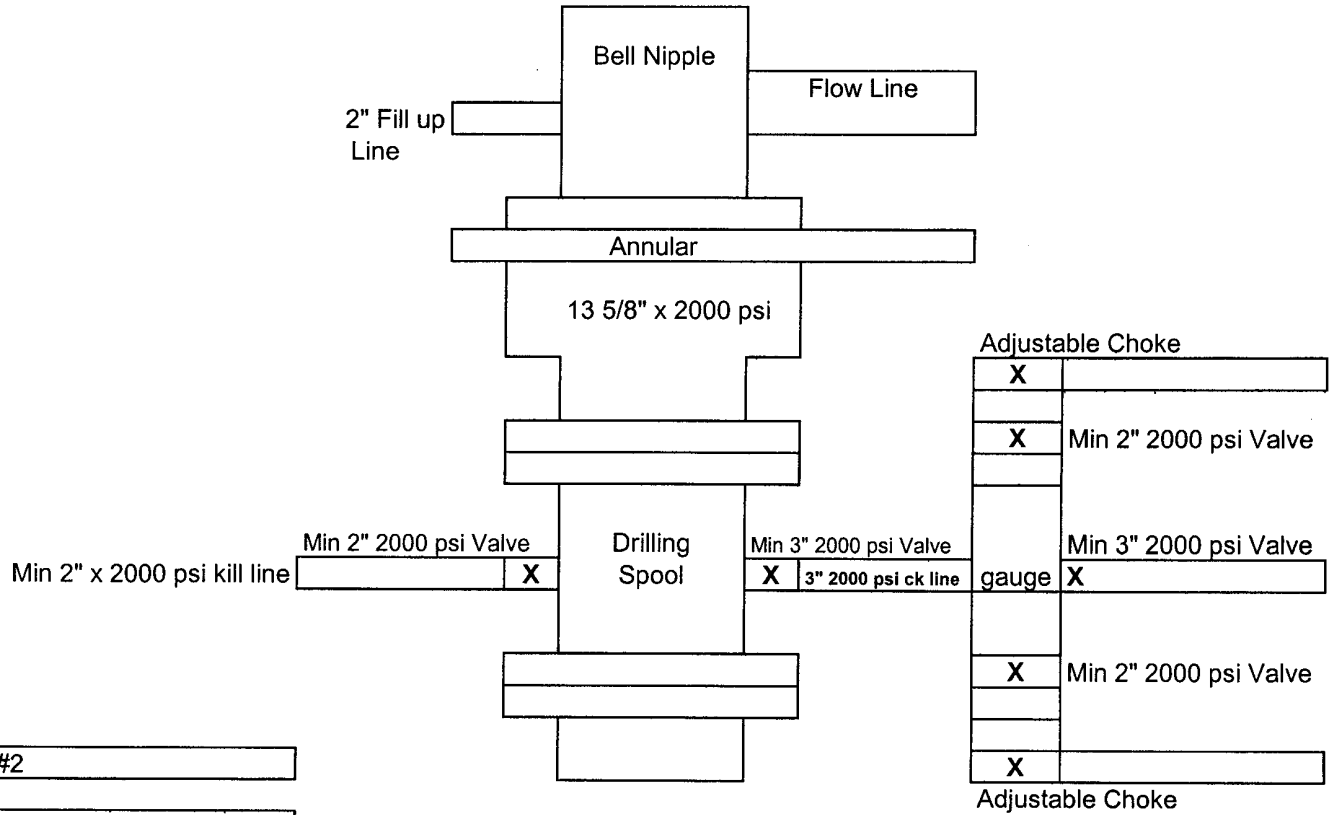 Bell Nipple
Flow Line
2" Fill up
Line
Annular
13 5/8" x 2000 psi
Adjustable Choke
X
X Min 2" 2000 psi Valve
Min 2" 2000 psi Valve
Drilling
Spool
Min 3" 2000 psi Valve
Min 3" 2000 psi Valve
Min 2" x 2000 psi kill line
X
X
3" 2000 psi ck line
gauge
X
X Min 2" 2000 psi Valve
#2
X
Adjustable Choke